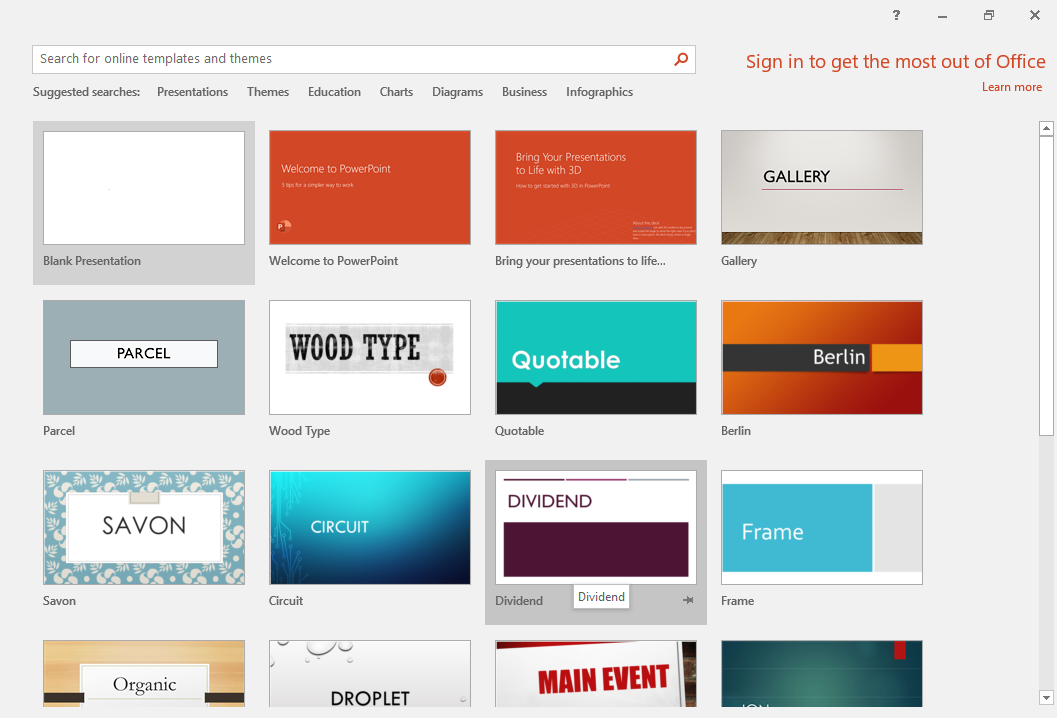 ?
Search for online templates and themes
Sign in to get the most out of Office
Learn more
Suggested searches: Presentations Themes Education Charts Diagrams Business Infographics
Blank Presentation
Welcome to PowerPoint
5 tips for a simpler way to work
P
Welcome to PowerPoint
Bring Your Presentations
to Life with 3D
How to get started with 3D in PowerPoint
About this deck
Bring your presentations to life...
GALLERY
Gallery
PARCEL
Parcel
WOOD TYPE
Wood Type
Quotable
Quotable
Berlin
Berlin
SAVON
Savon
CIRCUIT
Circuit
DIVIDEND
Dividend
Dividend
Frame
Frame
Organic
DROPLET
MAIN EVENT